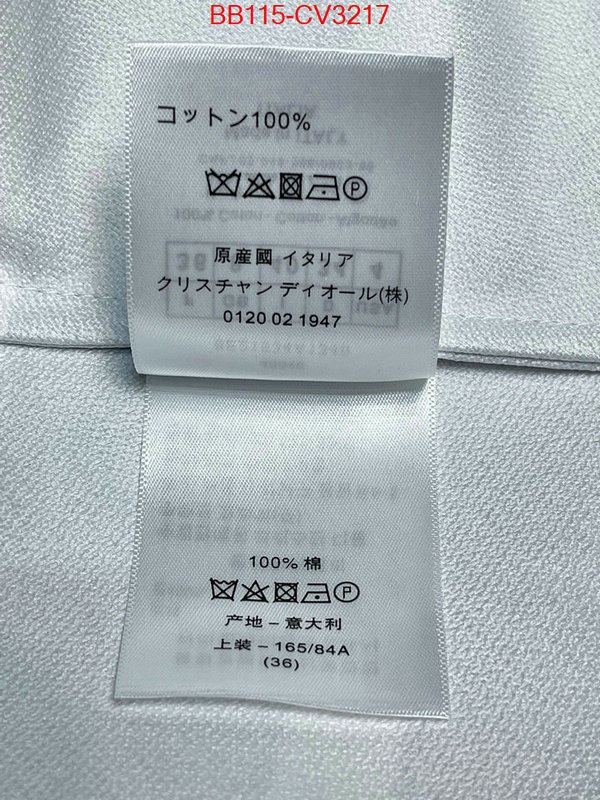 BB115-CV3217
コットン100%
原産國 イタリア
クリスチャン ディオール(株)
0120 02 1947
100% 棉
产地 – 意大利
上装 – 165/84A
(36)